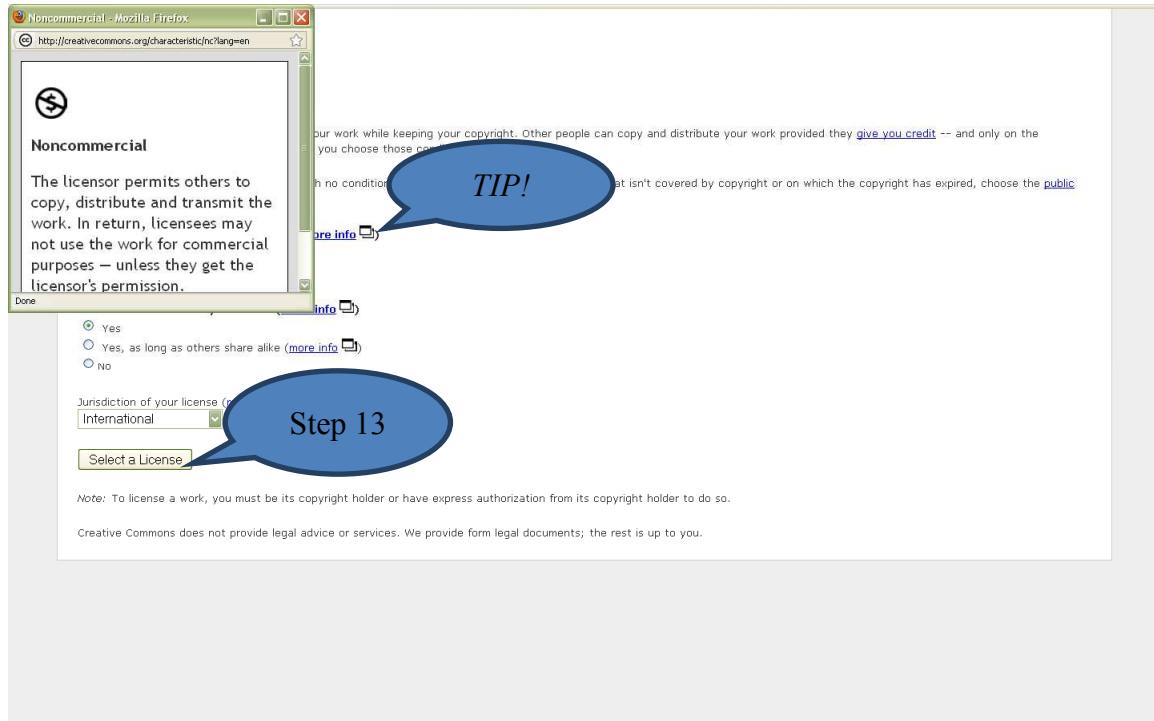 Noncommercial - Mozilla Firefox
http://creativecommons.org/characteristic/nc?lang=en
Noncommercial
The licensor permits others to
copy, distribute and transmit the
work. In return, licensees may
not use the work for commercial
purposes — unless they get the
licensor's permission.
Done
our work while keeping your copyright. Other people can copy and distribute your work provided they give you credit -- and only on the
you choose those
TIP!
no at isn't covered by copyright or on which the copyright has expired, choose the public
more info )
info )
Yes
Yes, as long as others share alike (more info )
No
Jurisdiction of your license (
International
Step 13
Select a License
Note: To license a work, you must be its copyright holder or have express authorization from its copyright holder to do so.
Creative Commons does not provide legal advice or services. We provide form legal documents; the rest is up to you.